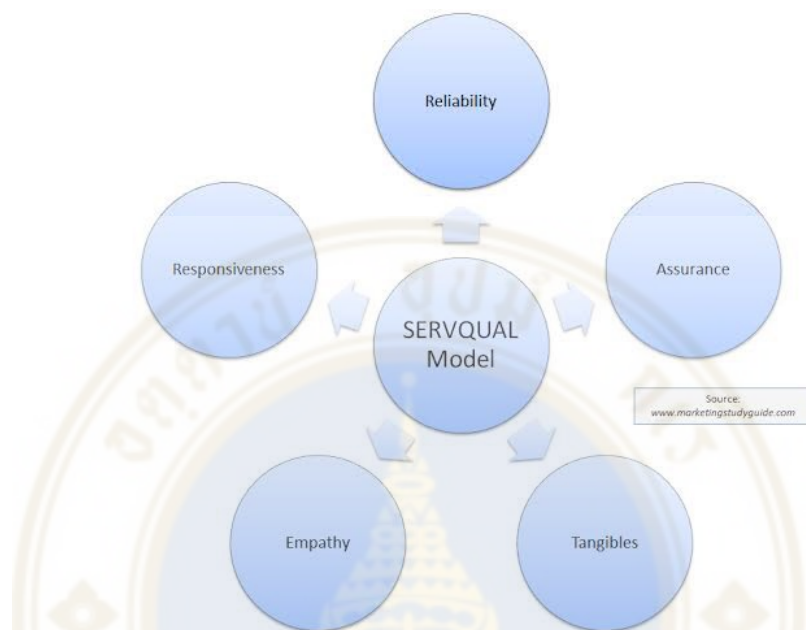 Reliability
Responsiveness
Assurance
SERVQUAL
Model
Source:
www.marketingstudyguide.com
Empathy
Tangibles